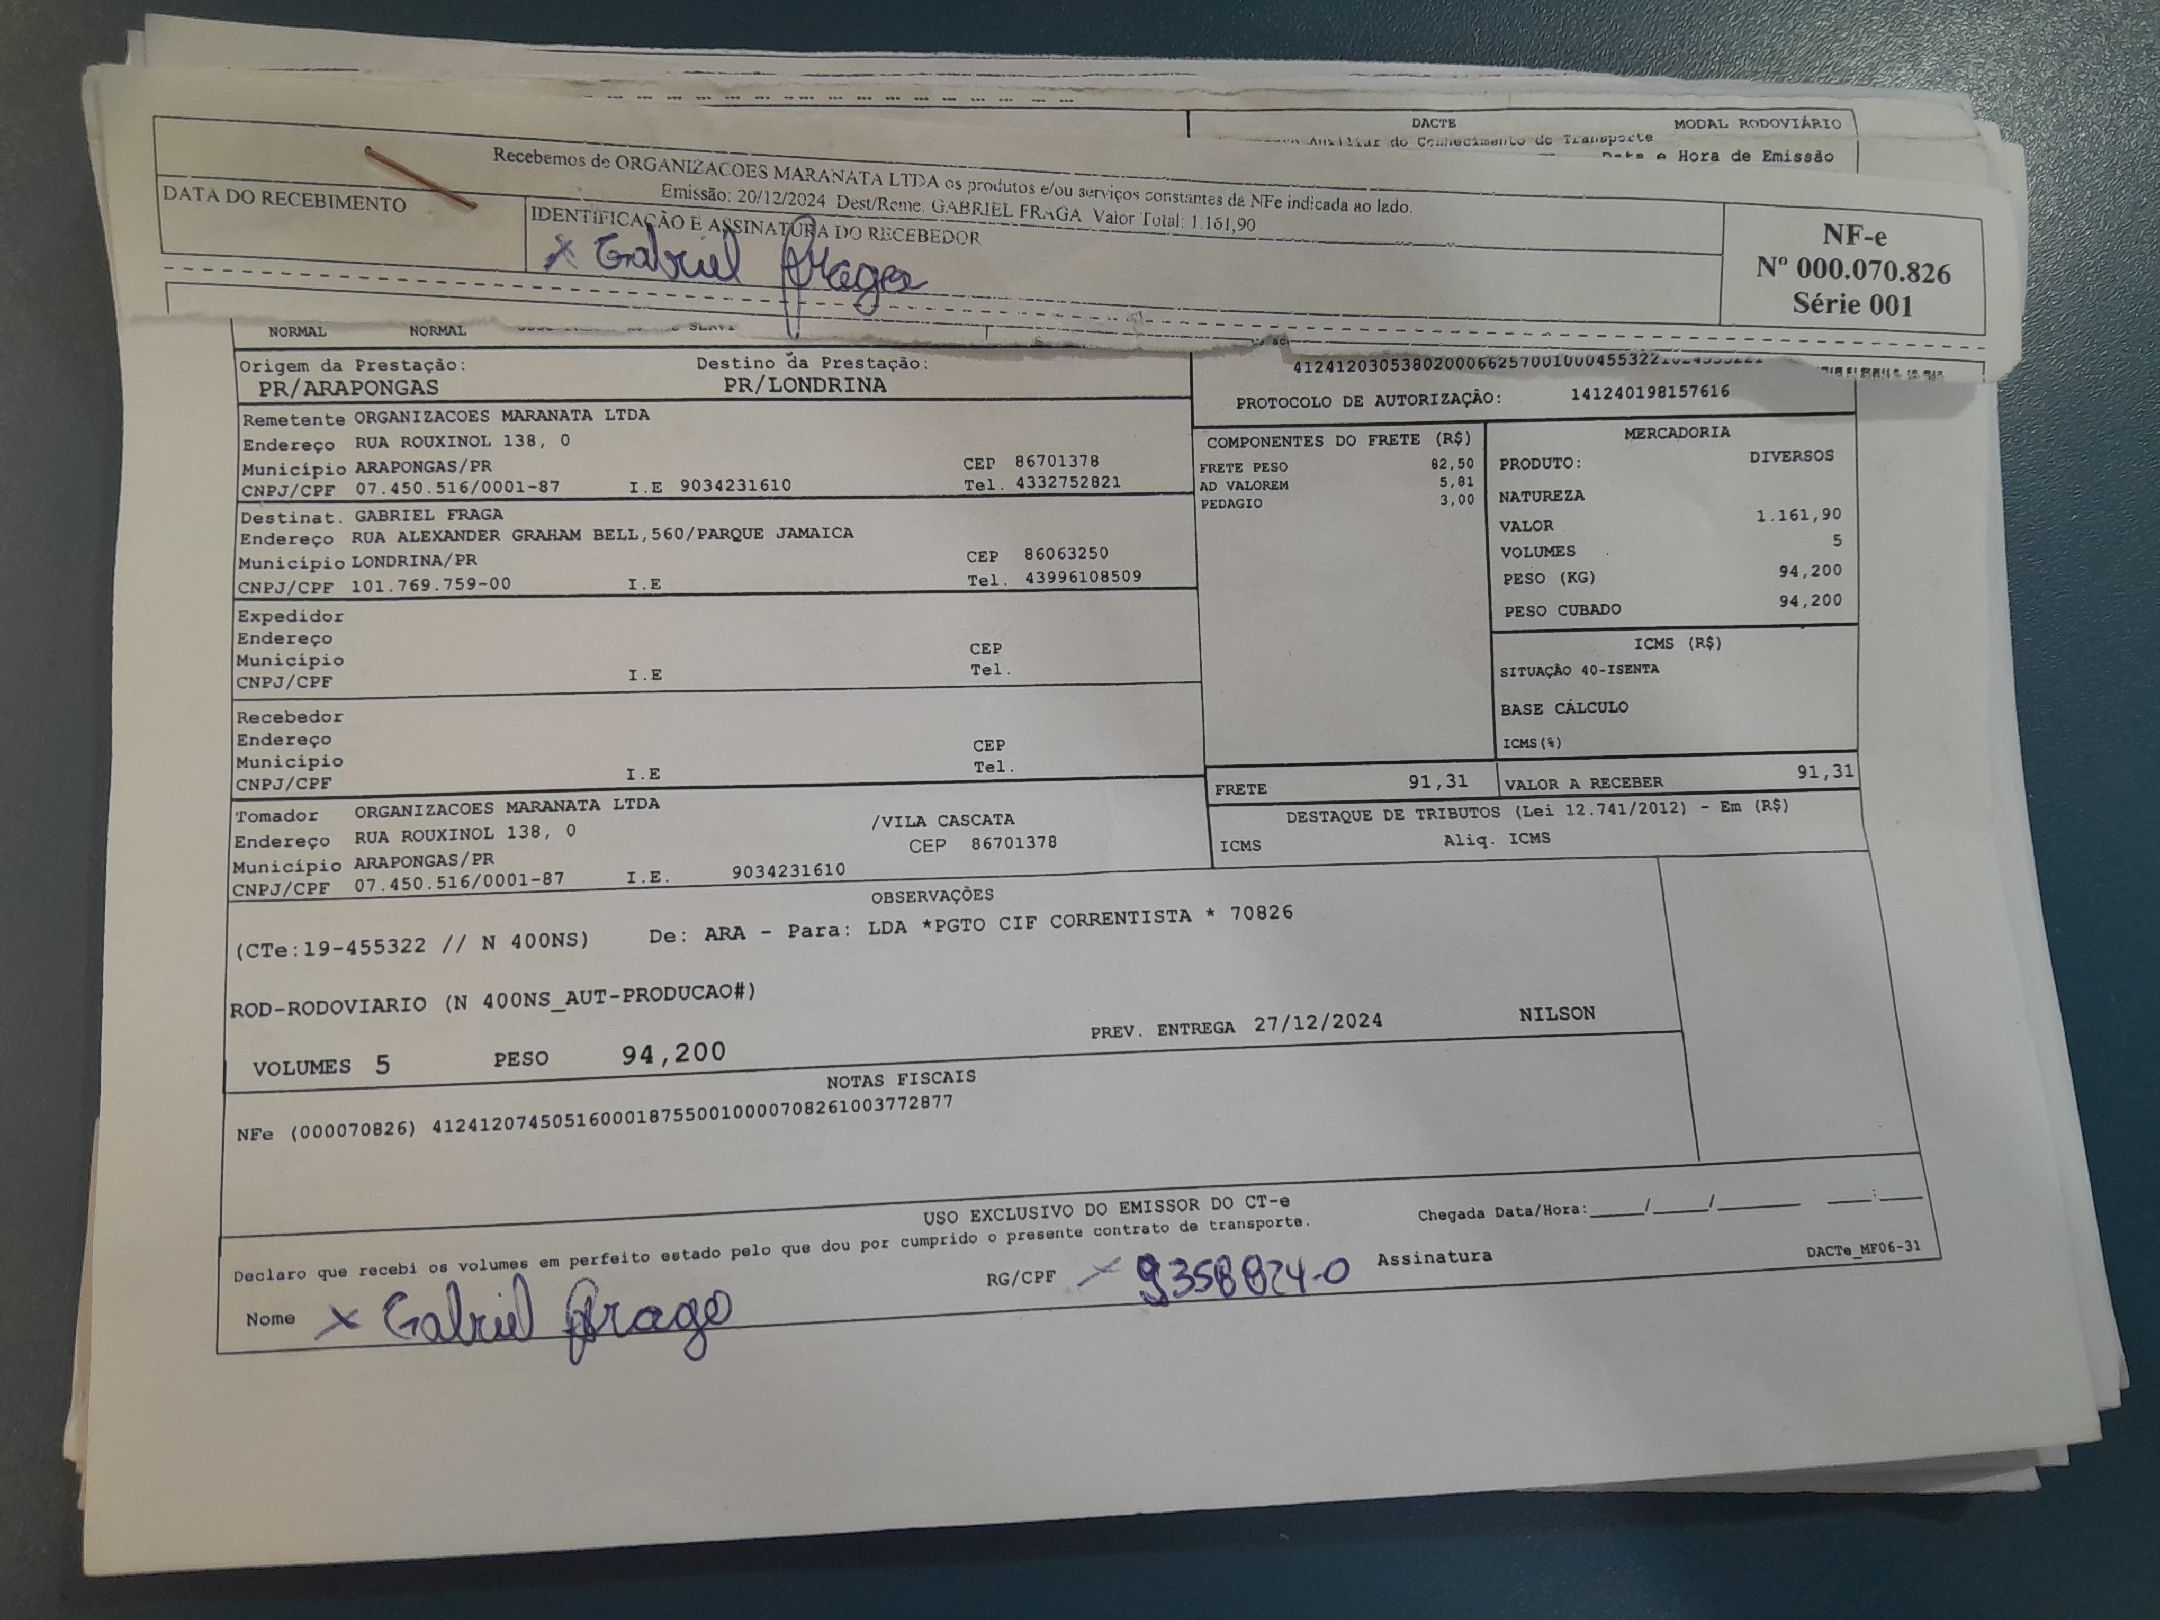 DACTE
MODAL RODOVIÁRIO
Auxiliar do Conhecimento de Transporte
Data e Hora de Emissão
Recebemos de ORGANIZACOES MARANATA LTDA os produtos e/ou serviços constantes da NFe indicada ao lado.
Emissão: 20/12/2024 Dest/Reme. GABRIEL FRAGA Valor Total: 1.161,90
DATA DO RECEBIMENTO
IDENTIFICAÇÃO E ASSINATURA DO RECEBEDOR
x Gabriel Fraga
NF-e
Nº 000.070.826
Série 001
NORMAL NORMAL
Origem da Prestação: Destino da Prestação:
PR/ARAPONGAS PR/LONDRINA
PROTOCOLO DE AUTORIZAÇÃO: 141240198157616
Remetente ORGANIZACOES MARANATA LTDA
Endereço RUA ROUXINOL 138, 0
Município ARAPONGAS/PR CEP 86701378
CNPJ/CPF 07.450.516/0001-87 I.E 9034231610 Tel. 4332752821
Destinat. GABRIEL FRAGA
Endereço RUA ALEXANDER GRAHAM BELL,560/PARQUE JAMAICA
Município LONDRINA/PR CEP 86063250
CNPJ/CPF 101.769.759-00 I.E Tel. 43996108509
Expedidor
Endereço
Município CEP
CNPJ/CPF I.E Tel.
Recebedor
Endereço
Município CEP
CNPJ/CPF I.E Tel.
Tomador ORGANIZACOES MARANATA LTDA
Endereço RUA ROUXINOL 138, 0 /VILA CASCATA
Município ARAPONGAS/PR CEP 86701378
CNPJ/CPF 07.450.516/0001-87 I.E. 9034231610
COMPONENTES DO FRETE (R$)
FRETE PESO 82,50
AD VALOREM 5,81
PEDAGIO 3,00
MERCADORIA
PRODUTO: DIVERSOS
NATUREZA
VALOR 1.161,90
VOLUMES 5
PESO (KG) 94,200
PESO CUBADO 94,200
ICMS (R$)
SITUAÇÃO 40-ISENTA
BASE CÁLCULO
ICMS(%)
FRETE 91,31 VALOR A RECEBER 91,31
DESTAQUE DE TRIBUTOS (Lei 12.741/2012) - Em (R$)
ICMS Aliq. ICMS
OBSERVAÇÕES
(CTe:19-455322 // N 400NS) De: ARA - Para: LDA *PGTO CIF CORRENTISTA * 70826
ROD-RODOVIARIO (N 400NS_AUT-PRODUCAO#)
VOLUMES 5 PESO 94,200 PREV. ENTREGA 27/12/2024 NILSON
NOTAS FISCAIS
NFe (000070826) 41241207450516000187550010000708261003772877
USO EXCLUSIVO DO EMISSOR DO CT-e
Declaro que recebi os volumes em perfeito estado pelo que dou por cumprido o presente contrato de transporte.
Chegada Data/Hora:_____/_____/_______ ____:____
Nome x Gabriel Fraga RG/CPF x 9358824-0 Assinatura
DACTe_MF06-31